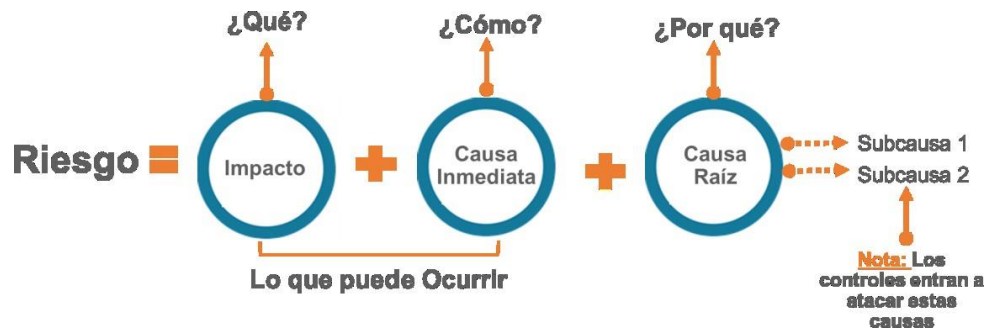 ¿Qué?
¿Cómo?
¿Por qué?
Riesgo =
Impacto
+
Causa
Inmediata
+
Causa
Raíz
Subcausa 1
Subcausa 2
Lo que puede Ocurrir
Nota: Los
controles entran a
atacar estas
causas